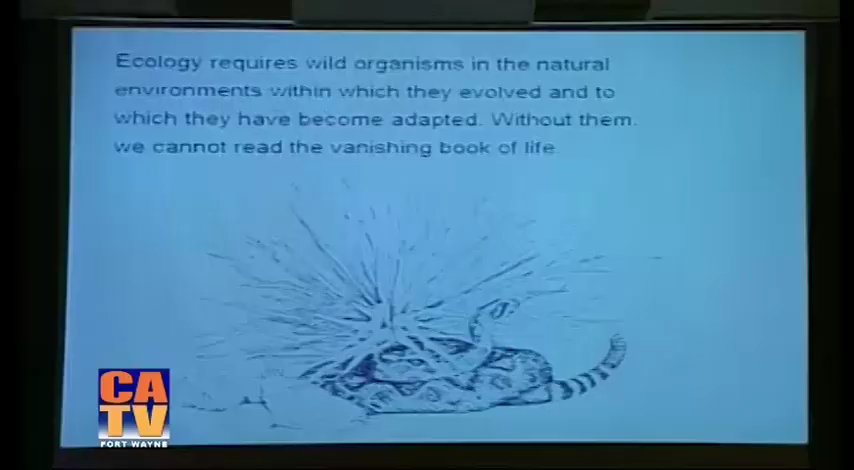 Ecology requires wild organisms in the natural
environments within which they evolved and to
which they have become adapted. Without them,
we cannot read the vanishing book of life
CA
TV
FORT WAYNE